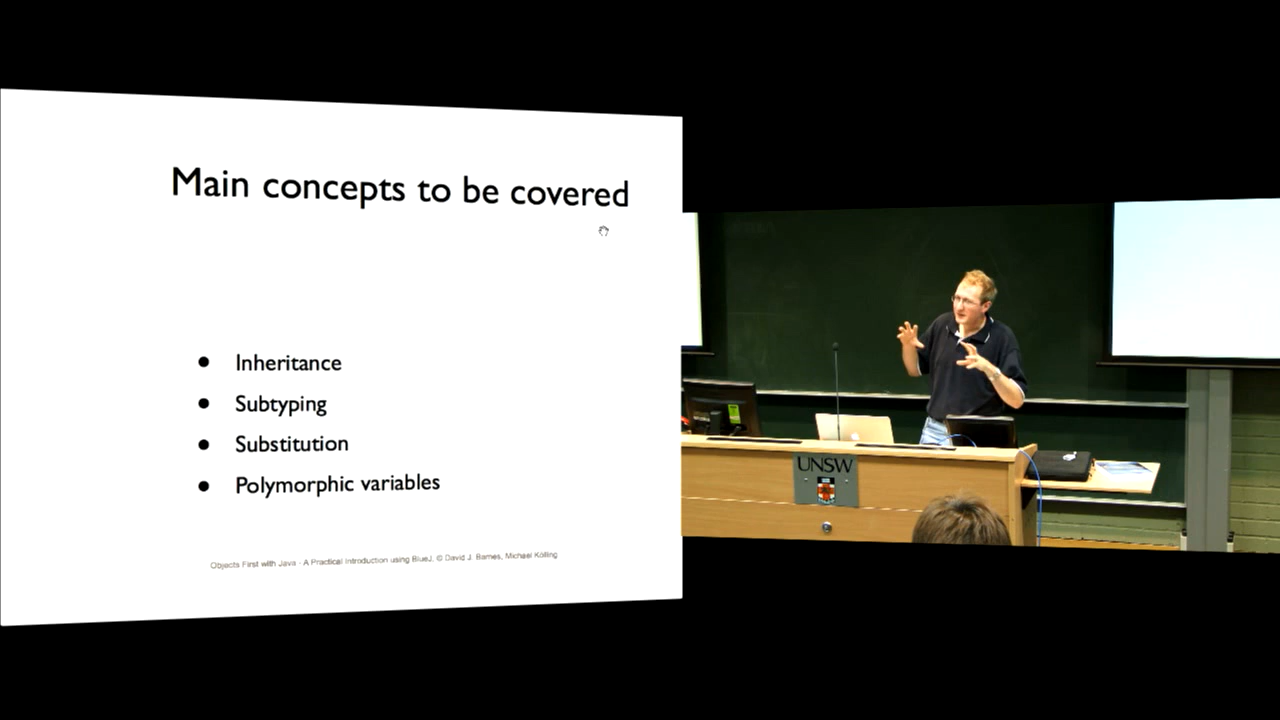 Main concepts to be covered
Inheritance
Subtyping
Substitution
Polymorphic variables
Objects First with Java - A Practical Introduction using BlueJ, © David J. Barnes, Michael Kölling
UNSW